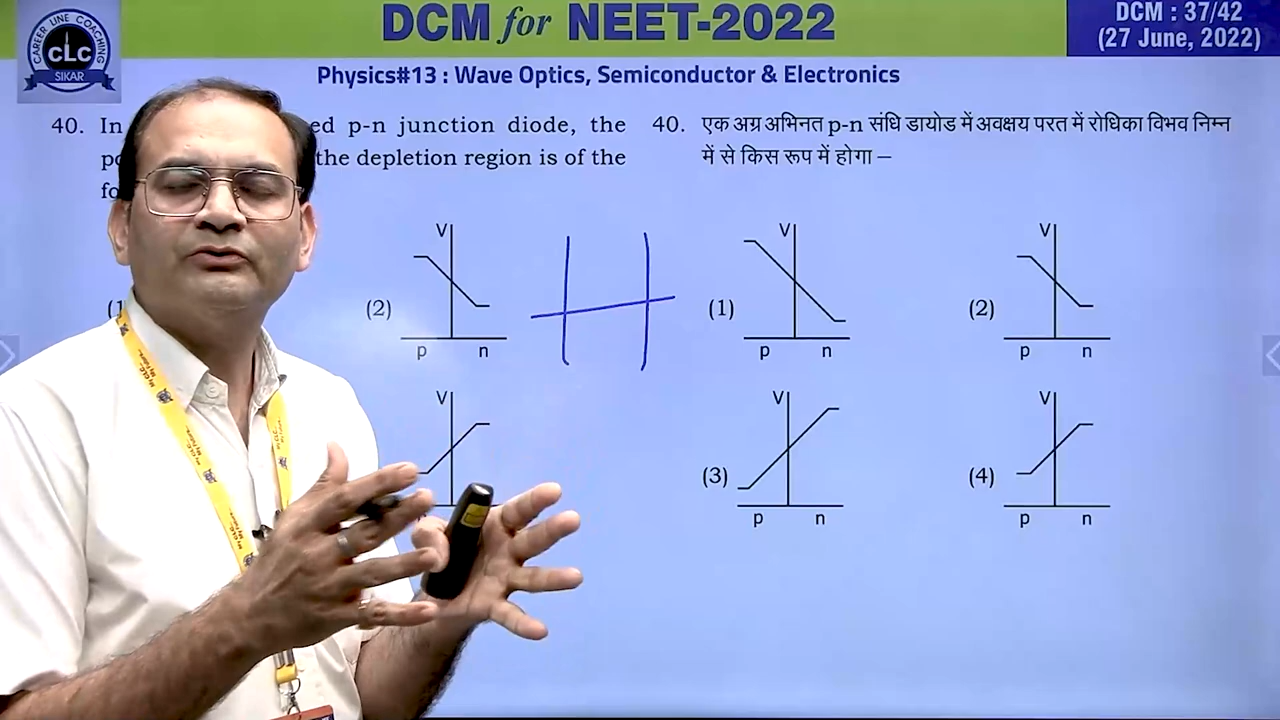 DCM for NEET-2022
DCM : 37/42
(27 June, 2022)
CAREER LINE COACHING
CLC
SIKAR
Physics#13 : Wave Optics, Semiconductor & Electronics
40. In ed p-n junction diode, the
the depletion region is of the
40. एक अग्र अभिनत p-n संधि डायोड में अवक्षय परत में रोधिका विभव निम्न
में से किस रूप में होगा –
(2)
V
p n
V
(1)
V
p n
(2)
V
p n
(3)
V
p n
(4)
V
p n